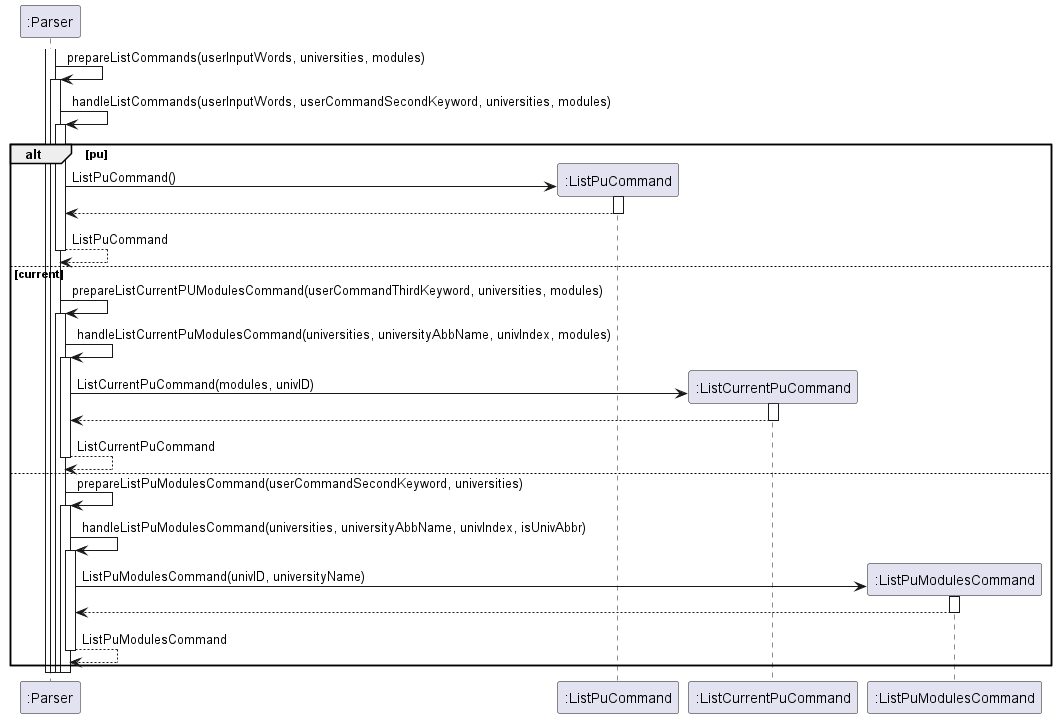 :Parser
prepareListCommands(userInputWords, universities, modules)
handleListCommands(userInputWords, userCommandSecondKeyword, universities, modules)
alt [pu]
ListPuCommand()
:ListPuCommand
ListPuCommand
[current]
prepareListCurrentPUModulesCommand(userCommandThirdKeyword, universities, modules)
handleListCurrentPuModulesCommand(universities, universityAbbName, univIndex, modules)
ListCurrentPuCommand(modules, univID)
:ListCurrentPuCommand
ListCurrentPuCommand
prepareListPuModulesCommand(userCommandSecondKeyword, universities)
handleListPuModulesCommand(universities, universityAbbName, univIndex, isUnivAbbr)
ListPuModulesCommand(univID, universityName)
:ListPuModulesCommand
ListPuModulesCommand
:Parser :ListPuCommand :ListCurrentPuCommand :ListPuModulesCommand